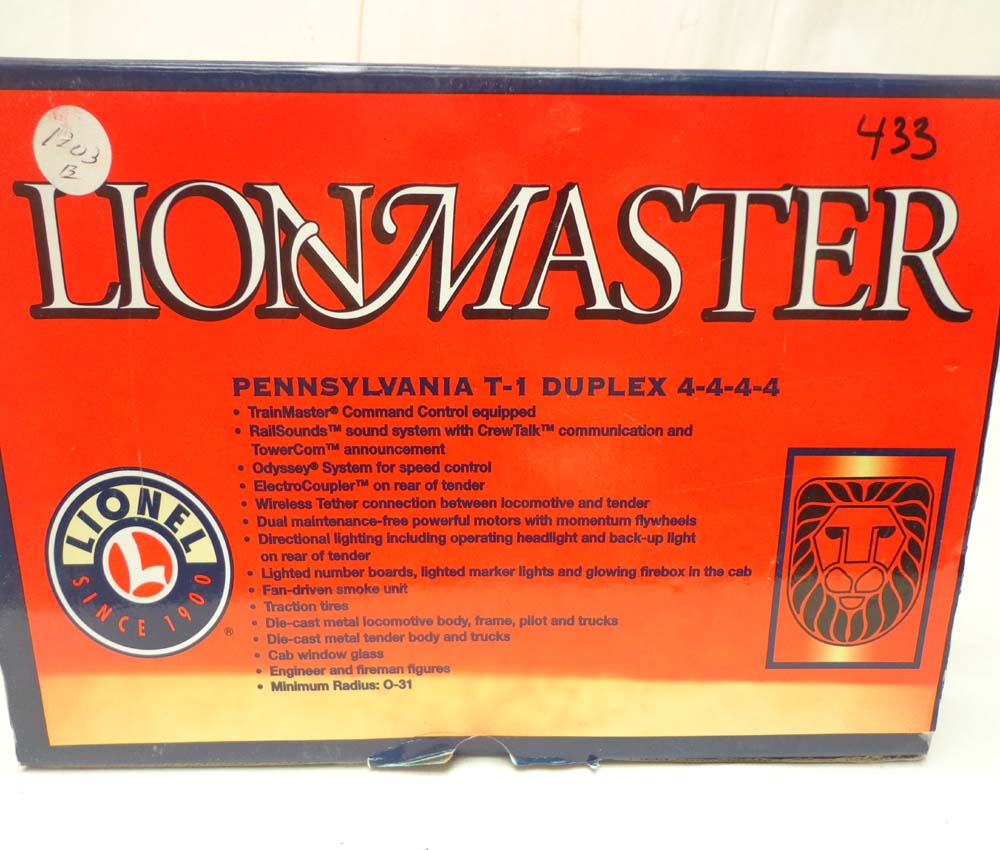 1203
B
433
LIONMASTER
PENNSYLVANIA T-1 DUPLEX 4-4-4-4
• TrainMaster® Command Control equipped
• RailSounds™ sound system with CrewTalk™ communication and
TowerCom™ announcement
• Odyssey® System for speed control
• ElectroCoupler™ on rear of tender
• Wireless Tether connection between locomotive and tender
• Dual maintenance-free powerful motors with momentum flywheels
• Directional lighting including operating headlight and back-up light
on rear of tender
• Lighted number boards, lighted marker lights and glowing firebox in the cab
• Fan-driven smoke unit
• Traction tires
• Die-cast metal locomotive body, frame, pilot and trucks
• Die-cast metal tender body and trucks
• Cab window glass
• Engineer and fireman figures
• Minimum Radius: O-31
LIONEL
L
SINCE 1900
®